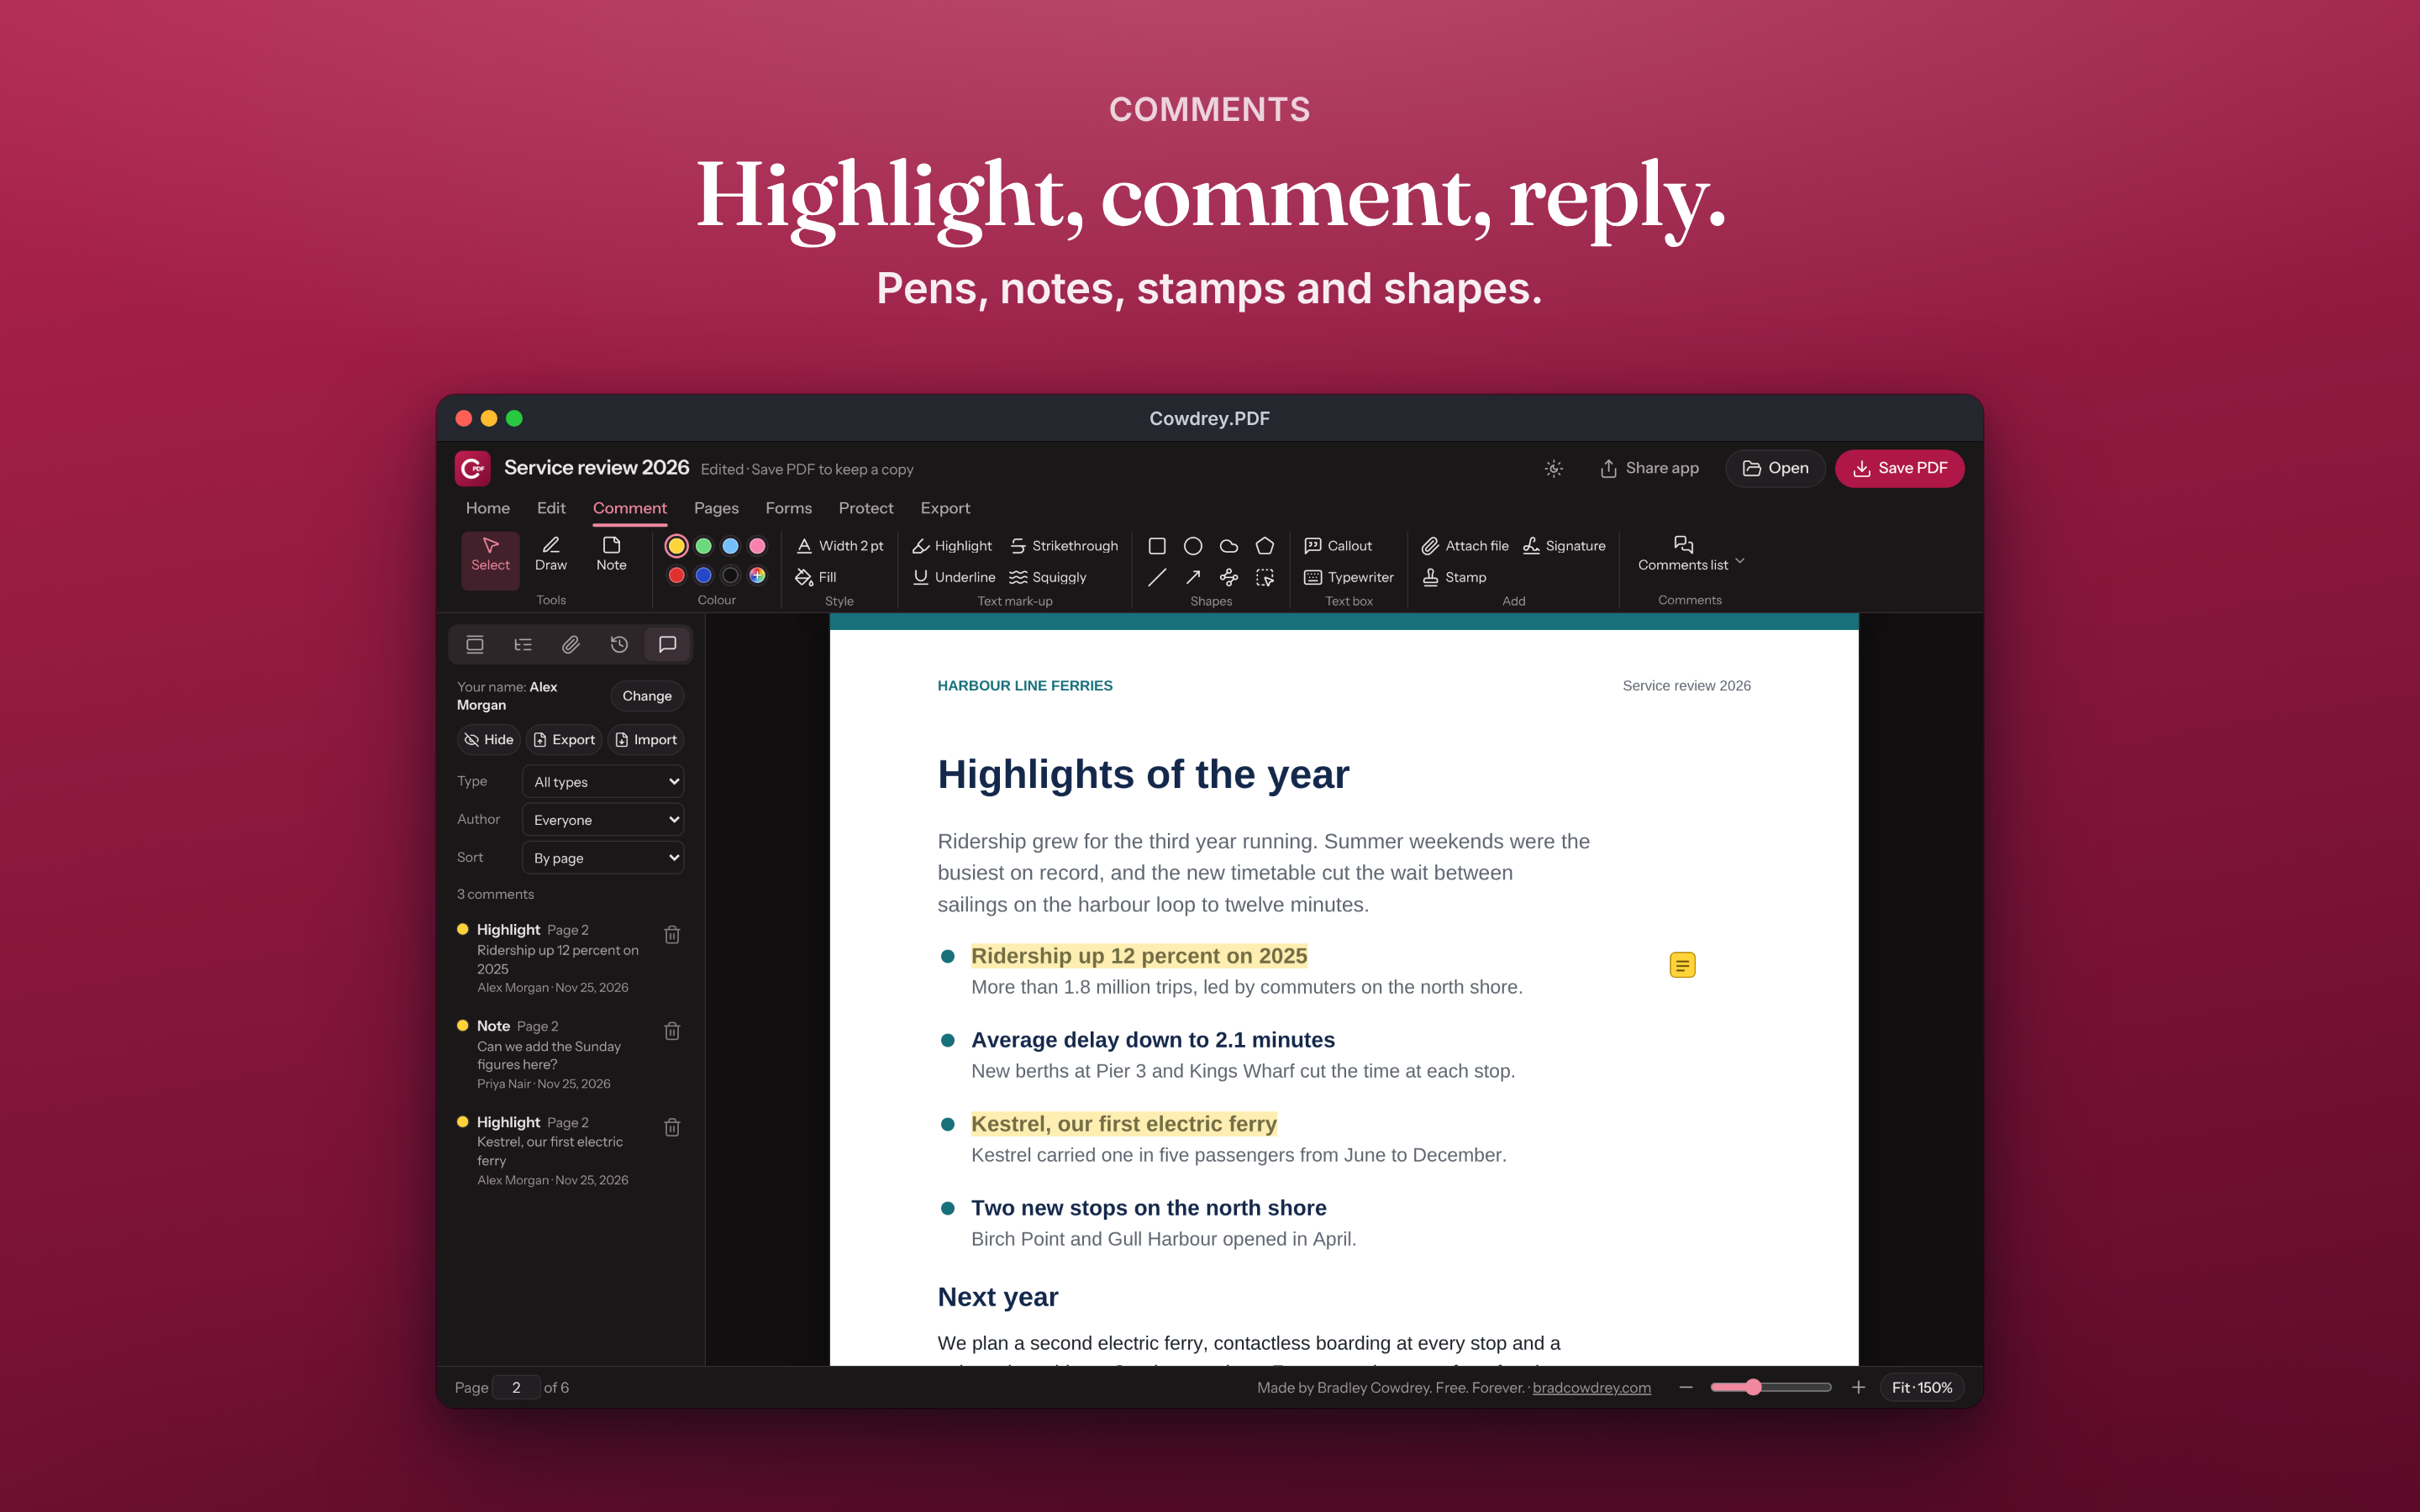 COMMENTS
Highlight, comment, reply.
Pens, notes, stamps and shapes.
Cowdrey.PDF
PDF
Service review 2026 Edited · Save PDF to keep a copy
Share app
Open
Save PDF
Home Edit Comment Pages Forms Protect Export
Select Draw Note
Tools
Colour
Width 2 pt
Fill
Style
Highlight Strikethrough
Underline Squiggly
Text mark-up
Shapes
Callout
Typewriter
Text box
Attach file Signature
Stamp
Add
Comments list
Comments
Your name: Alex
Morgan
Change
Hide Export Import
Type All types
Author Everyone
Sort By page
3 comments
Highlight Page 2
Ridership up 12 percent on
2025
Alex Morgan · Nov 25, 2026
Note Page 2
Can we add the Sunday
figures here?
Priya Nair · Nov 25, 2026
Highlight Page 2
Kestrel, our first electric
ferry
Alex Morgan · Nov 25, 2026
HARBOUR LINE FERRIES
Service review 2026
Highlights of the year
Ridership grew for the third year running. Summer weekends were the
busiest on record, and the new timetable cut the wait between
sailings on the harbour loop to twelve minutes.
Ridership up 12 percent on 2025
More than 1.8 million trips, led by commuters on the north shore.
Average delay down to 2.1 minutes
New berths at Pier 3 and Kings Wharf cut the time at each stop.
Kestrel, our first electric ferry
Kestrel carried one in five passengers from June to December.
Two new stops on the north shore
Birch Point and Gull Harbour opened in April.
Next year
We plan a second electric ferry, contactless boarding at every stop and a
Page 2 of 6
Made by Bradley Cowdrey. Free. Forever. · bradcowdrey.com
Fit · 150%